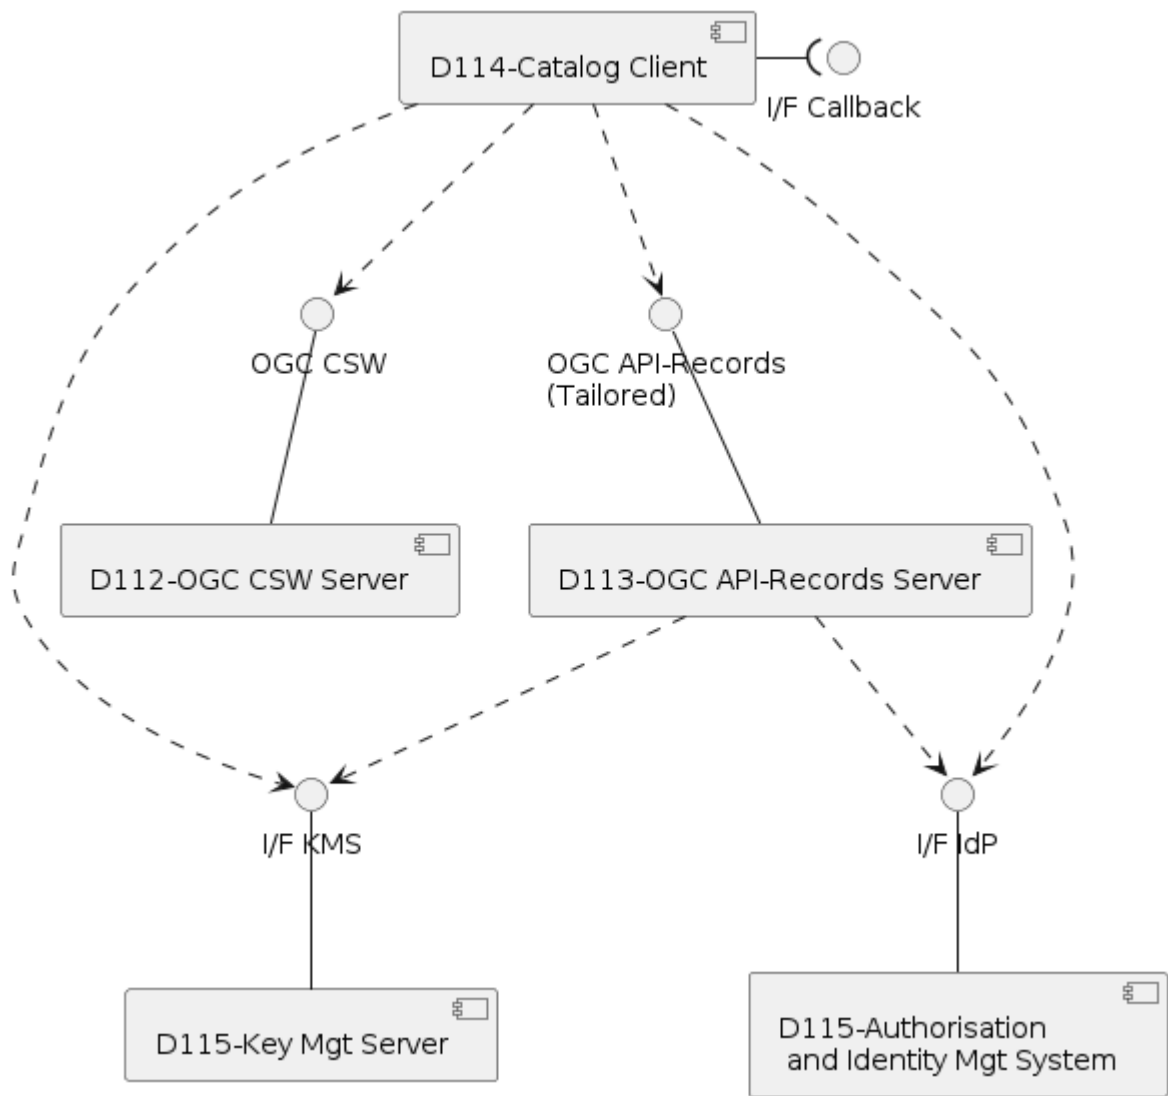 D114-Catalog Client
I/F Callback
OGC CSW
OGC API-Records
(Tailored)
D112-OGC CSW Server
D113-OGC API-Records Server
I/F KMS
I/F IdP
D115-Key Mgt Server
D115-Authorisation
and Identity Mgt System